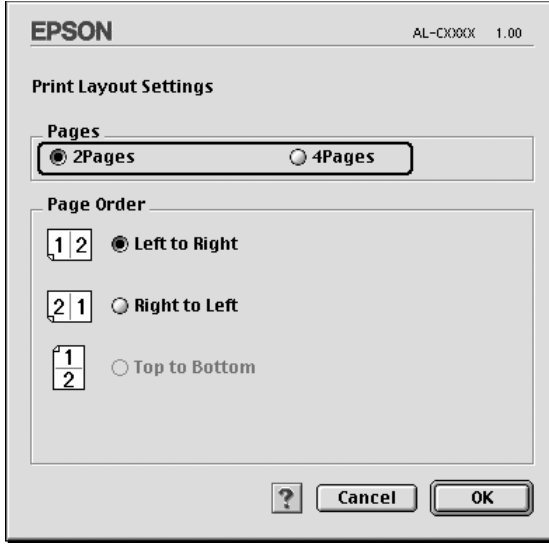 EPSON AL-CXXXX 1.00
Print Layout Settings
Pages
2Pages 4Pages
Page Order
1 2 Left to Right
2 1 Right to Left
1
2
Top to Bottom
? Cancel OK